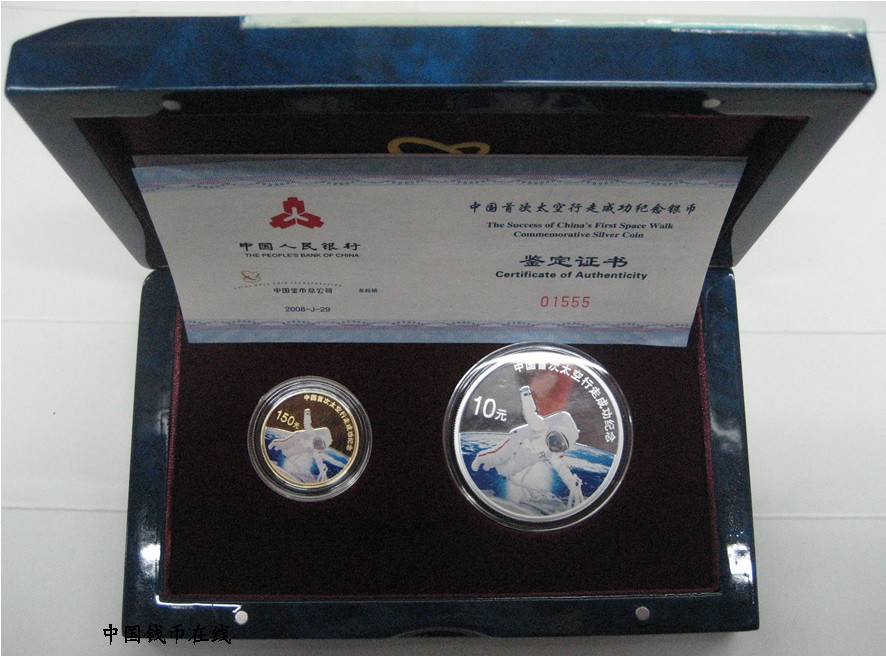 中国人民银行
THE PEOPLE'S BANK OF CHINA
中国金币总公司
2008-J-29
中国首次太空行走成功纪念银币
The Success of China's First Space Walk
Commemorative Silver Coin
鉴定证书
Certificate of Authenticity
01555
中国首次太空行走成功纪念
150元
中国首次太空行走成功纪念
10元
中国钱币在线